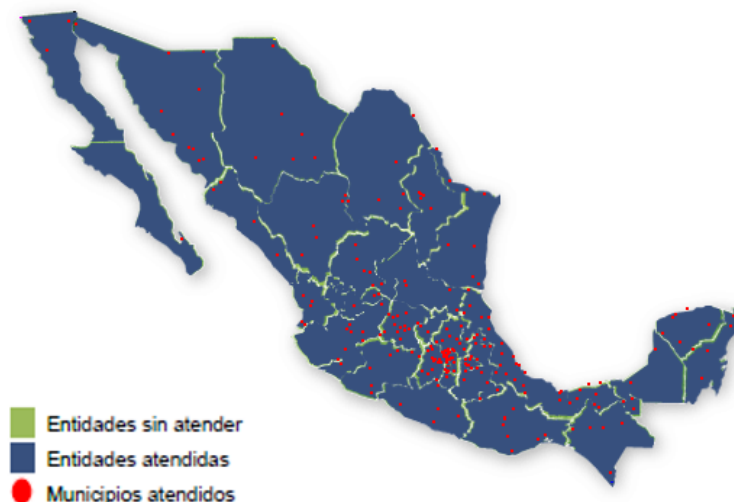 Entidades sin atender
Entidades atendidas
Municipios atendidos